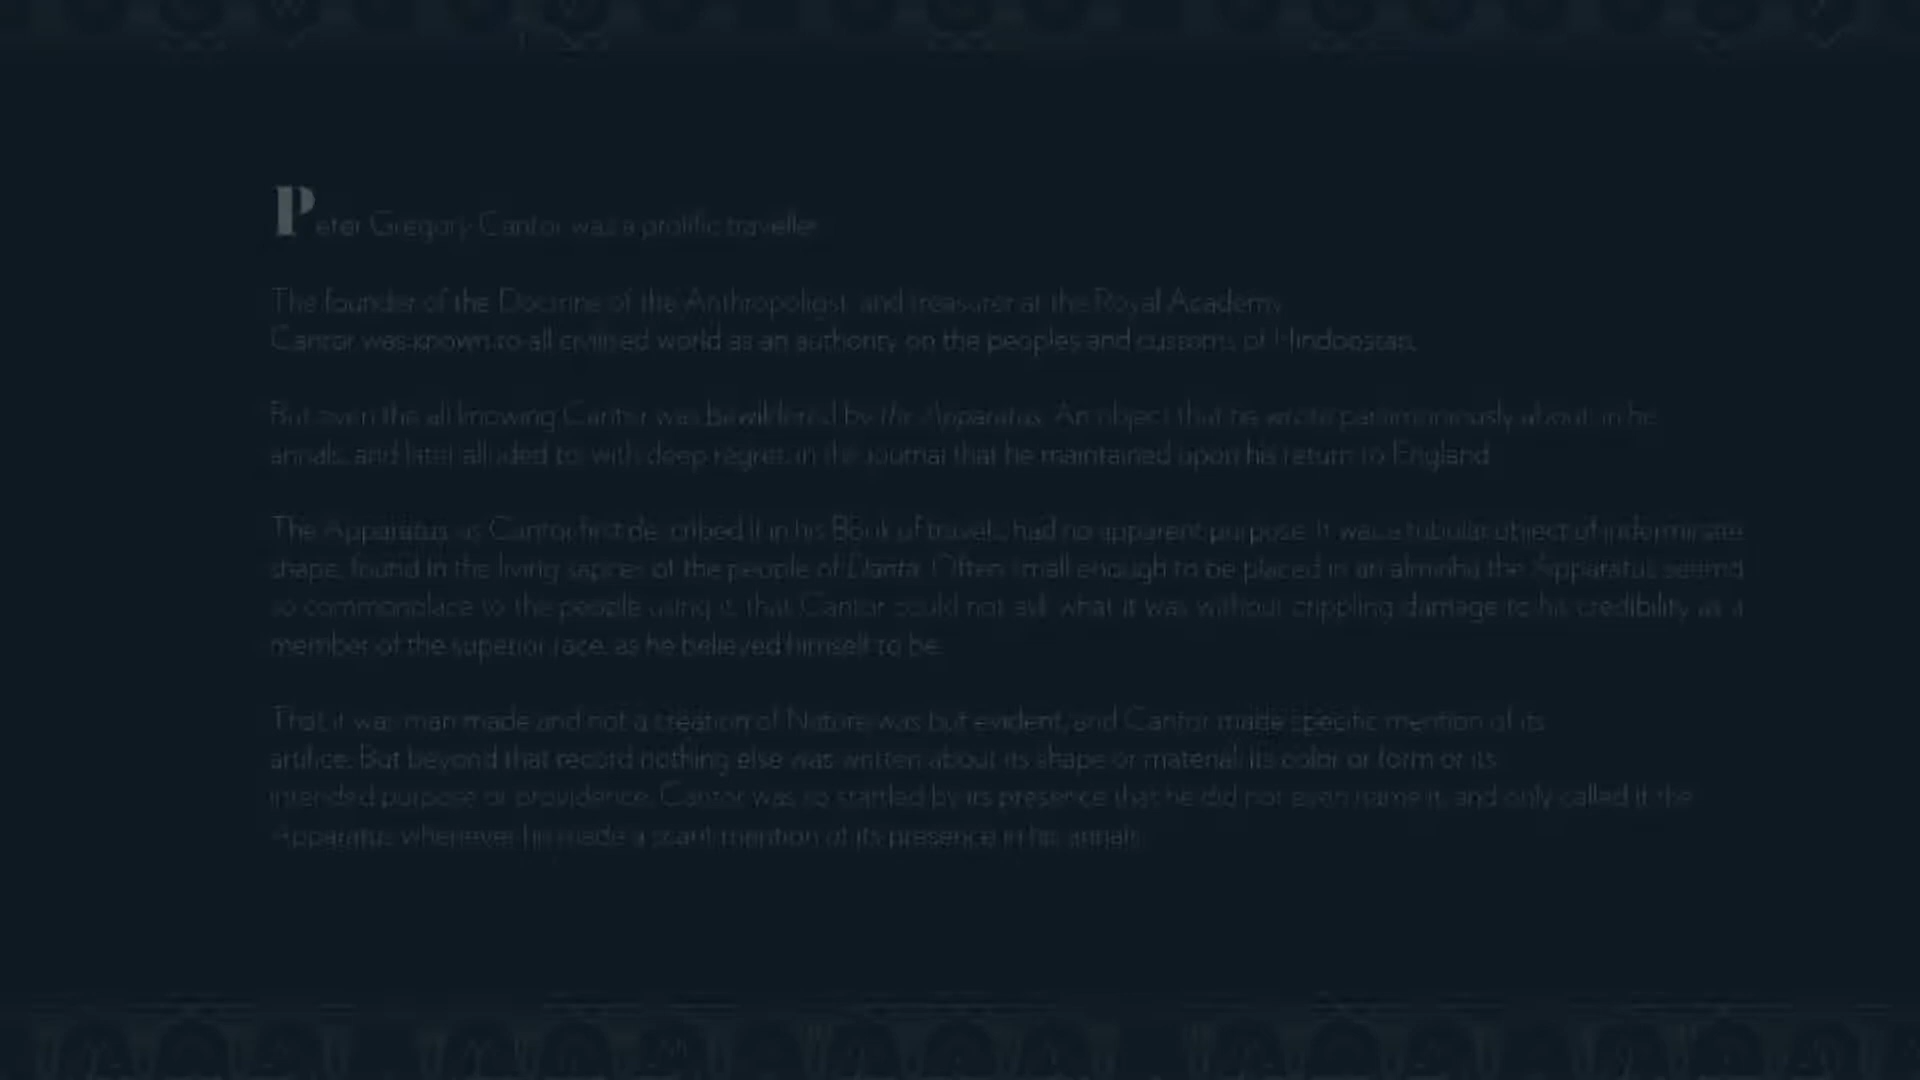 Peter Gregory Cantor was a prolific traveller.
The founder of the Doctrine of the Anthropoligist, and treasurer at the Royal Academy
Cantor was known to all civilised world as an authority on the peoples and customs of Hindoostan.
But even the all knowing Cantor was bewildered by the Apparatus. An object that he wrote parsimoniously about in he
annals, and later alluded to, with deep regret, in the journal that he maintained upon his return to England.
The Apparatus, as Cantor first described it in his Book of travels, had no apparent purpose. It was a tubular object of indeterminate
shape, found in the living of the people of Danta. Often small enough to be placed in an almirha the Apparatus seemd
so commonplace to the people using it, that Cantor could not ask what it was without crippling damage to his credibility as a
member of the superior race, as he believed himself to be.
That it was man made and not a creation of Nature was but evident, and Cantor made specific mention of its
artifice. But beyond that record nothing else was written about its shape or material, its color or form or its
intended purpose or providence. Cantor was so startled by its presence that he did not even name it, and only called it the
Apparatus whenever he made a scant mention of its presence in his annals.